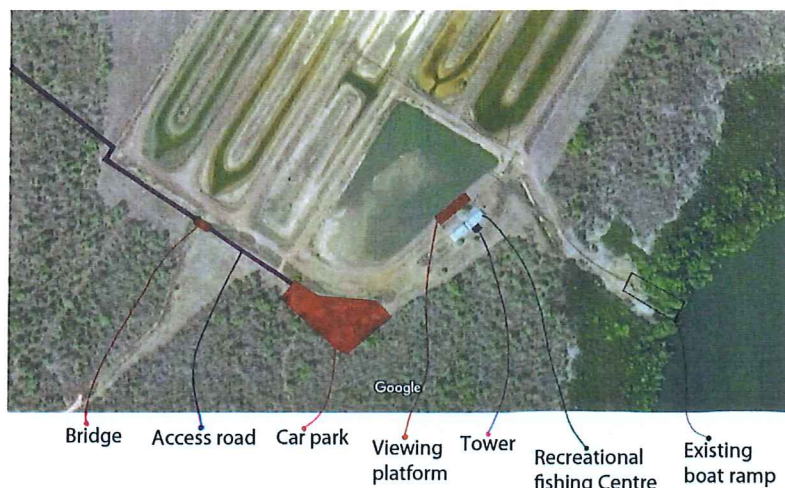 Google
Bridge
Access road
Car park
Viewing
platform
Tower
Recreational
fishing Centre
Existing
boat ramp